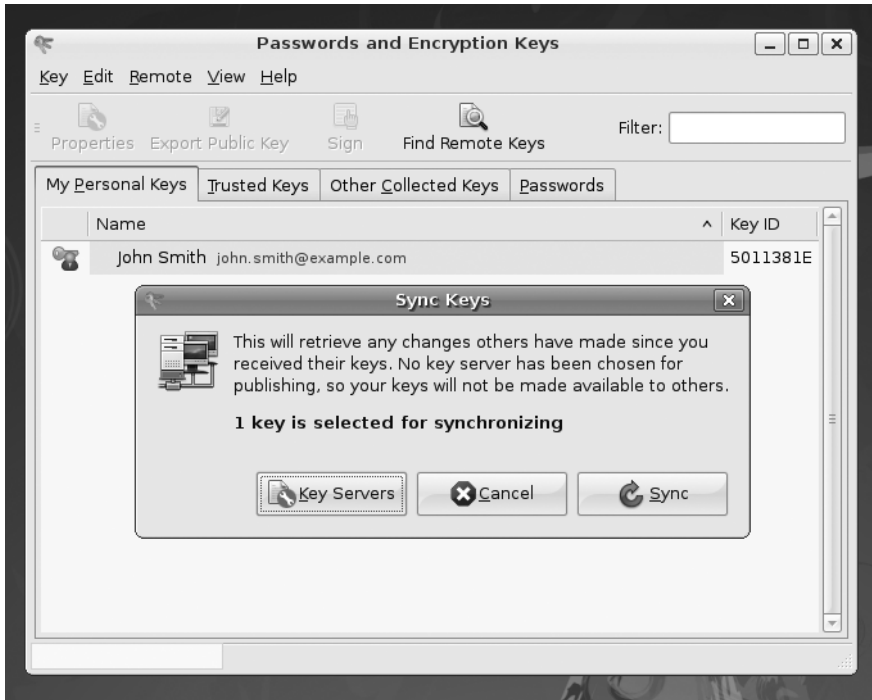 Passwords and Encryption Keys
Key Edit Remote View Help
Properties Export Public Key Sign Find Remote Keys Filter:
My Personal Keys Trusted Keys Other Collected Keys Passwords
Name Key ID
John Smith john.smith@example.com 5011381E
Sync Keys
This will retrieve any changes others have made since you
received their keys. No key server has been chosen for
publishing, so your keys will not be made available to others.
1 key is selected for synchronizing
Key Servers Cancel Sync